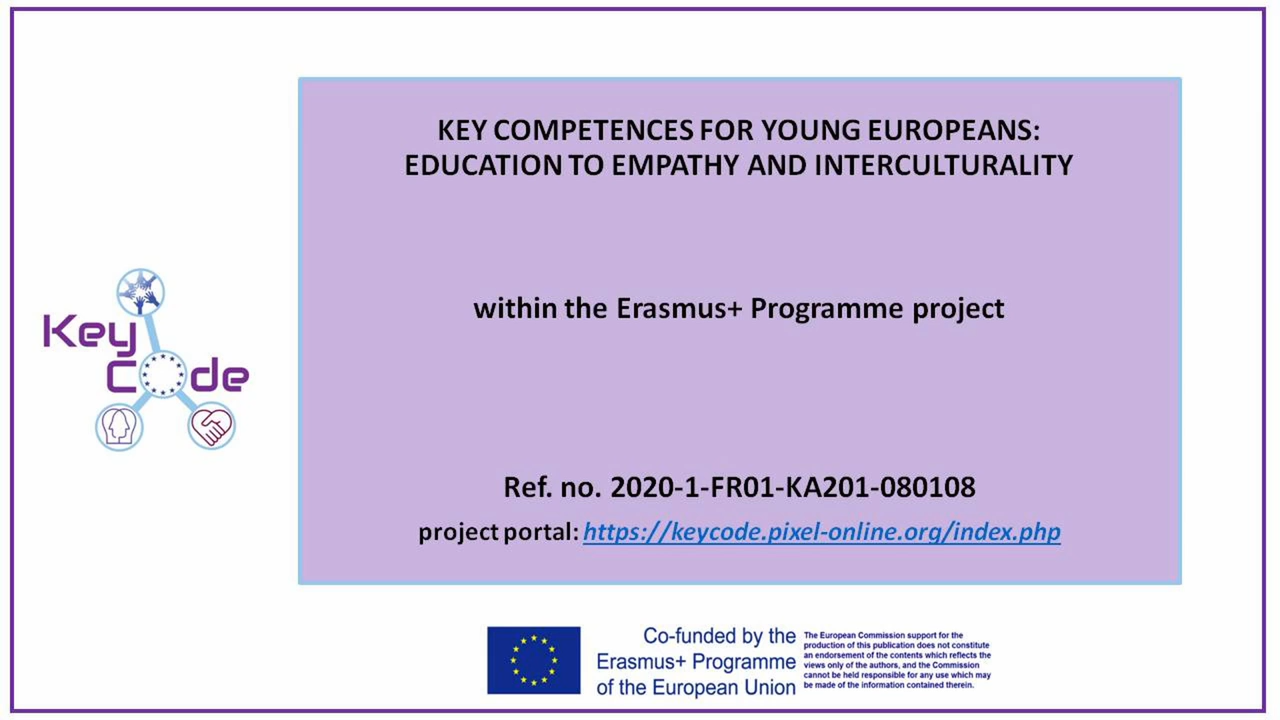 KEY COMPETENCES FOR YOUNG EUROPEANS:
EDUCATION TO EMPATHY AND INTERCULTURALITY
within the Erasmus+ Programme project
Key
Code
Ref. no. 2020-1-FR01-KA201-080108
project portal: https://keycode.pixel-online.org/index.php
Co-funded by the
Erasmus+ Programme
of the European Union
The European Commission support for the
production of this publication does not constitute
an endorsement of the contents which reflects the
views only of the authors, and the Commission
cannot be held responsible for any use which may
be made of the information contained therein.